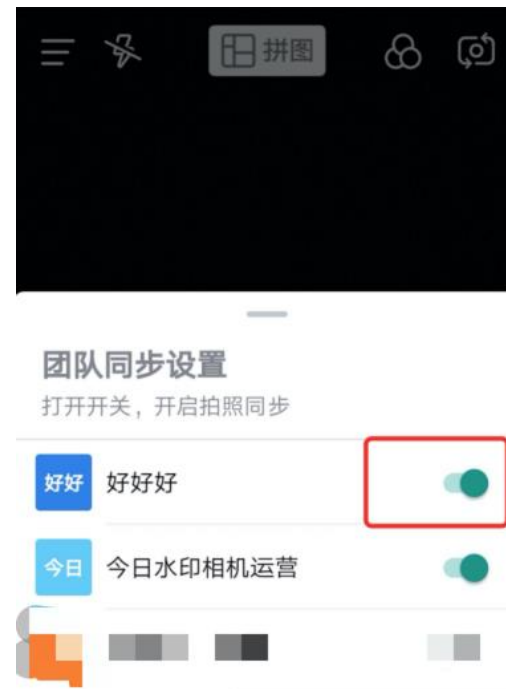 拼图
团队同步设置
打开开关，开启拍照同步
好好 好好好
今日 今日水印相机运营